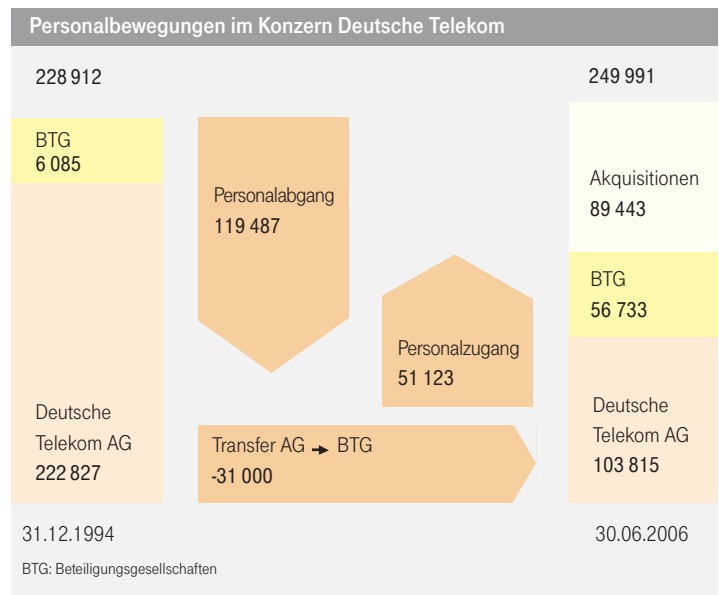 Personalbewegungen im Konzern Deutsche Telekom
228 912
249 991
BTG
6 085
Personalabgang
119 487
Akquisitionen
89 443
BTG
56 733
Personalzugang
51 123
Deutsche
Telekom AG
222 827
Transfer AG → BTG
-31 000
Deutsche
Telekom AG
103 815
31.12.1994
30.06.2006
BTG: Beteiligungsgesellschaften